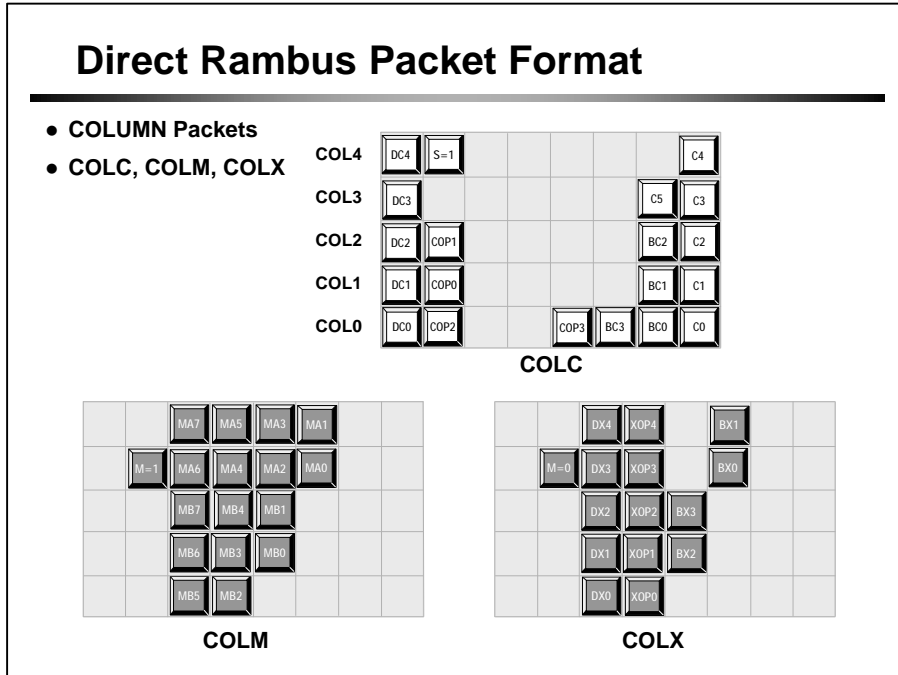 Direct Rambus Packet Format
● COLUMN Packets
● COLC, COLM, COLX
COL4 DC4 S=1 C4
COL3 DC3 C5 C3
COL2 DC2 COP1 BC2 C2
COL1 DC1 COP0 BC1 C1
COL0 DC0 COP2 COP3 BC3 BC0 C0
COLC
MA7 MA5 MA3 MA1
M=1 MA6 MA4 MA2 MA0
MB7 MB4 MB1
MB6 MB3 MB0
MB5 MB2
COLM
DX4 XOP4 BX1
M=0 DX3 XOP3 BX0
DX2 XOP2 BX3
DX1 XOP1 BX2
DX0 XOP0
COLX